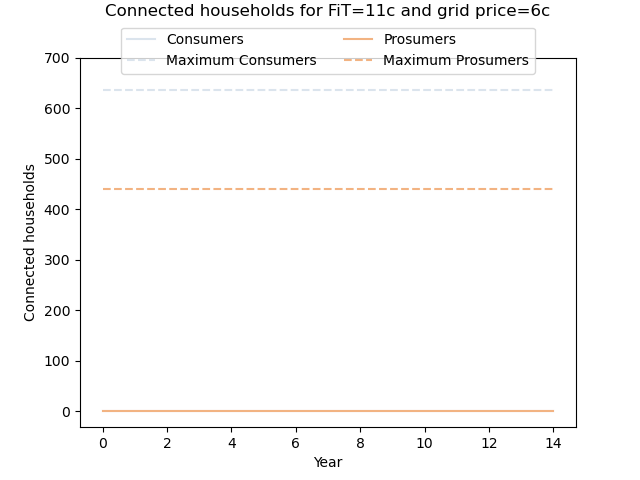 Connected households for FiT=11c and grid price=6c
Consumers
Prosumers
Maximum Consumers
Maximum Prosumers
700
600
500
400
300
200
100
0
Connected households
0 2 4 6 8 10 12 14
Year